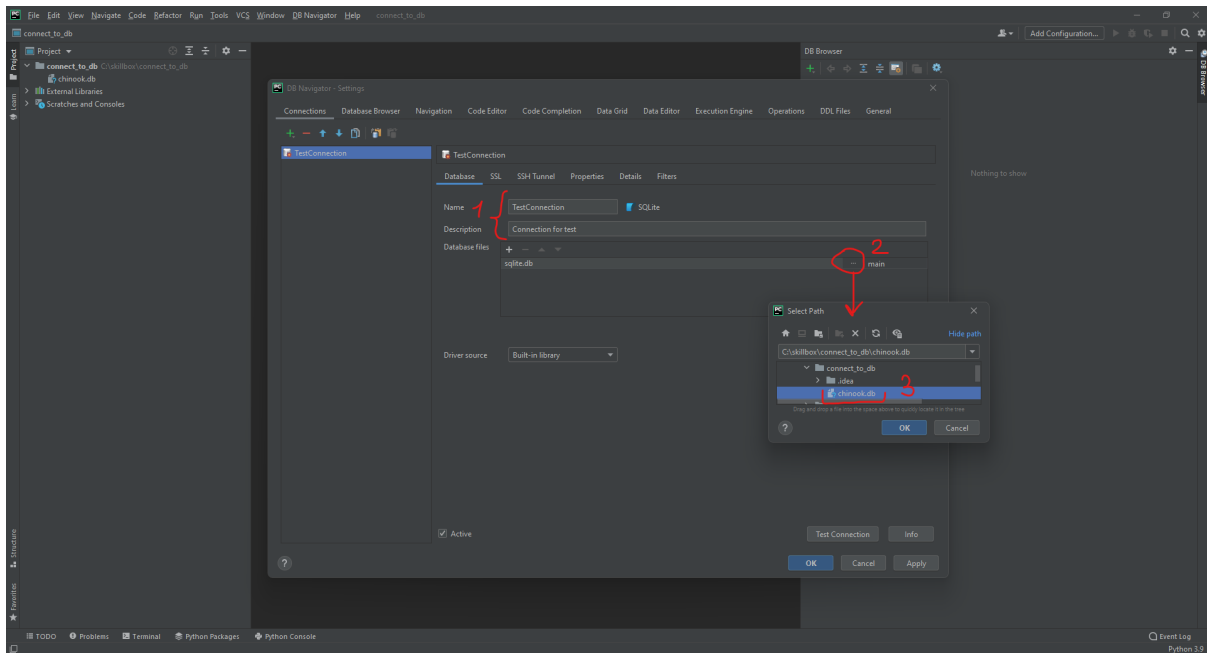 File Edit View Navigate Code Refactor Run Tools VCS Window DB Navigator Help connect_to_db
connect_to_db
Add Configuration...
Project
connect_to_db C:\skillbox\connect_to_db
chinook.db
External Libraries
Scratches and Consoles
Project
Learn
Structure
Favorites
DB Navigator - Settings
Connections Database Browser Navigation Code Editor Code Completion Data Grid Data Editor Execution Engine Operations DDL Files General
TestConnection
TestConnection
Database SSL SSH Tunnel Properties Details Filters
Name 1 TestConnection SQLite
Description Connection for test
Database files
2
sqlite.db ... main
Driver source Built-in library
Select Path
Hide path
C:\skillbox\connect_to_db\chinook.db
connect_to_db
.idea
chinook.db 3
Drag and drop a file into the space above to quickly locate it in the tree
? OK Cancel
Active
Test Connection Info
? OK Cancel Apply
DB Browser
Nothing to show
DB Browser
TODO Problems Terminal Python Packages Python Console
Event Log
Python 3.9